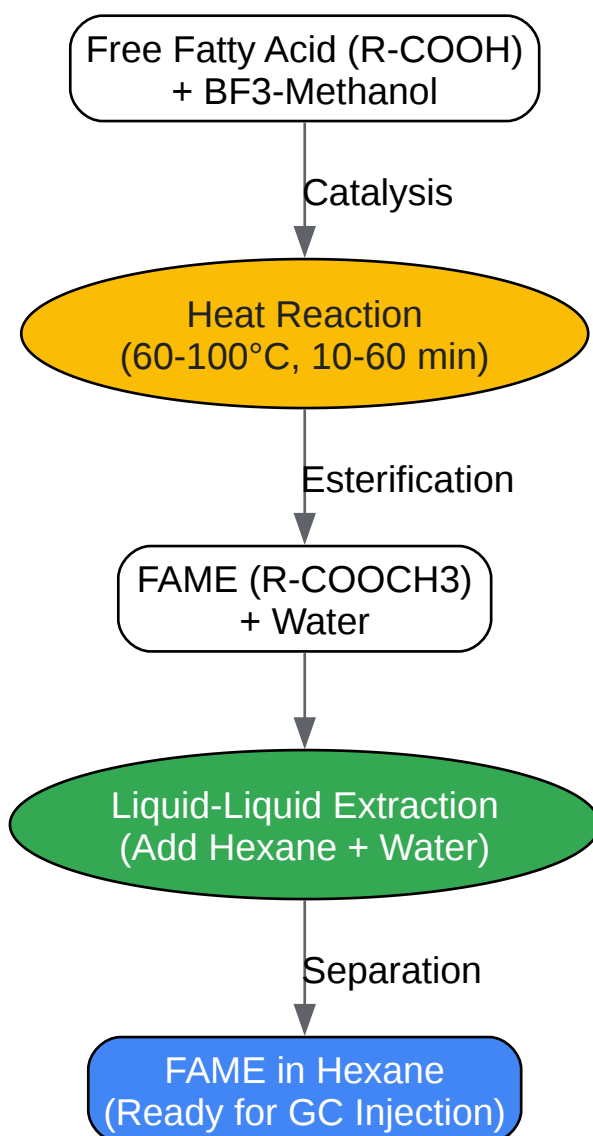 Free Fatty Acid (R-COOH)
+ BF3-Methanol
Catalysis
Heat Reaction
(60-100°C, 10-60 min)
Esterification
FAME (R-COOCH3)
+ Water
Liquid-Liquid Extraction
(Add Hexane + Water)
Separation
FAME in Hexane
(Ready for GC Injection)